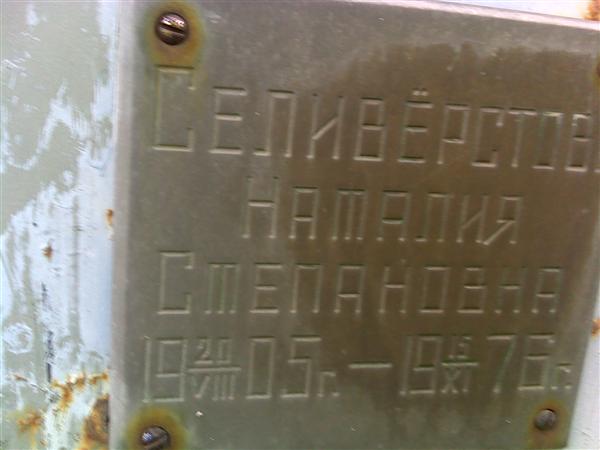 Селивёрстов
Наталия
Степановна
19 20/VIII 05г. — 19 15/XI 76г.